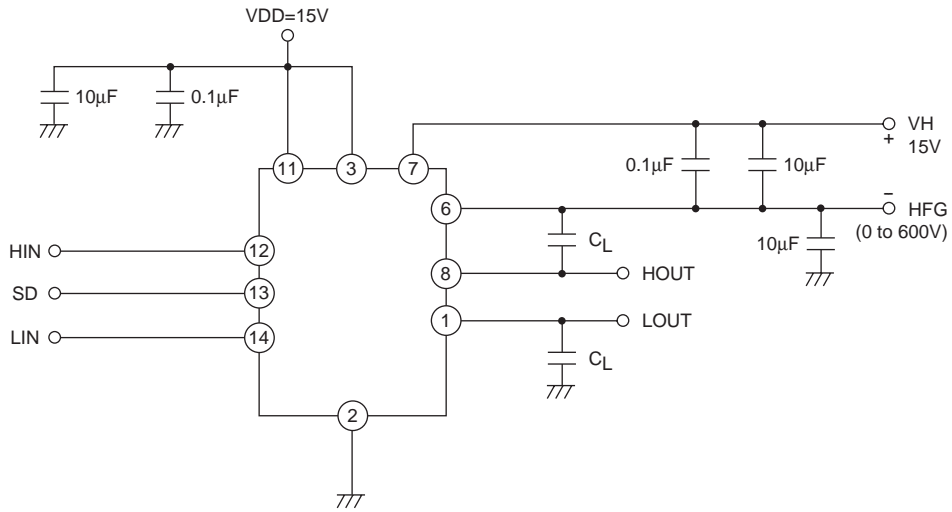 VDD=15V
10μF
0.1μF
VH
+
15V
11
3
7
0.1μF
10μF
6
−
HFG
(0 to 600V)
HIN
12
CL
10μF
8
HOUT
SD
13
1
LOUT
LIN
14
CL
2